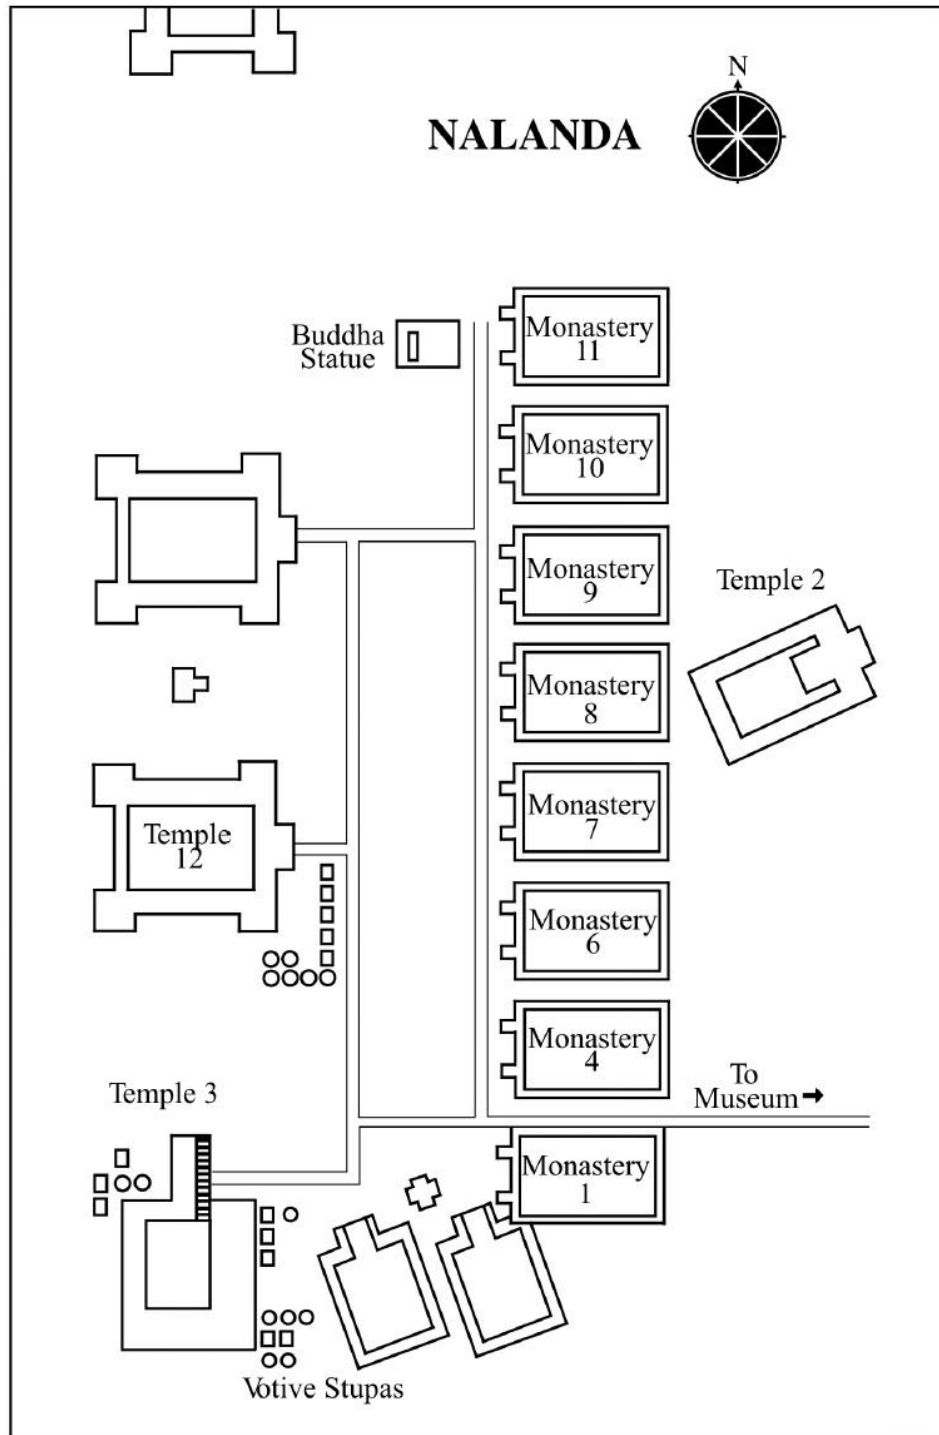 N
NALANDA
Buddha
Statue
Monastery
11
Monastery
10
Monastery
9
Temple 2
Monastery
8
Monastery
7
Temple
12
Monastery
6
Monastery
4
To
Museum
Temple 3
Monastery
1
Votive Stupas